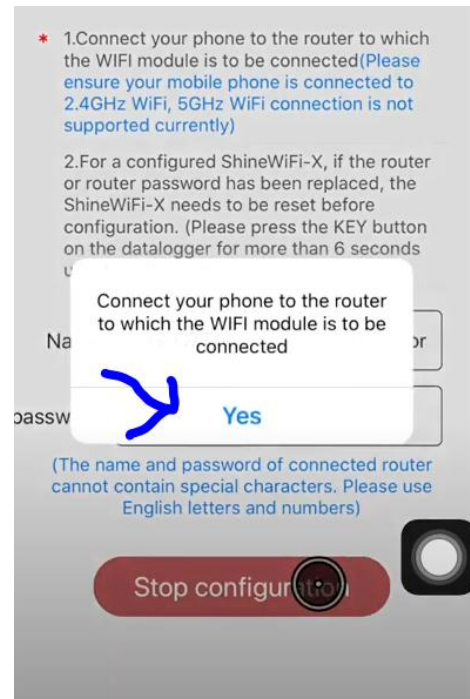 * 1.Connect your phone to the router to which
the WIFI module is to be connected(Please
ensure your mobile phone is connected to
2.4GHz WiFi, 5GHz WiFi connection is not
supported currently)
2.For a configured ShineWiFi-X, if the router
or router password has been replaced, the
ShineWiFi-X needs to be reset before
configuration. (Please press the KEY button
on the datalogger for more than 6 seconds
Connect your phone to the router
to which the WIFI module is to be
connected
Yes
(The name and password of connected router
cannot contain special characters. Please use
English letters and numbers)
Stop configuration